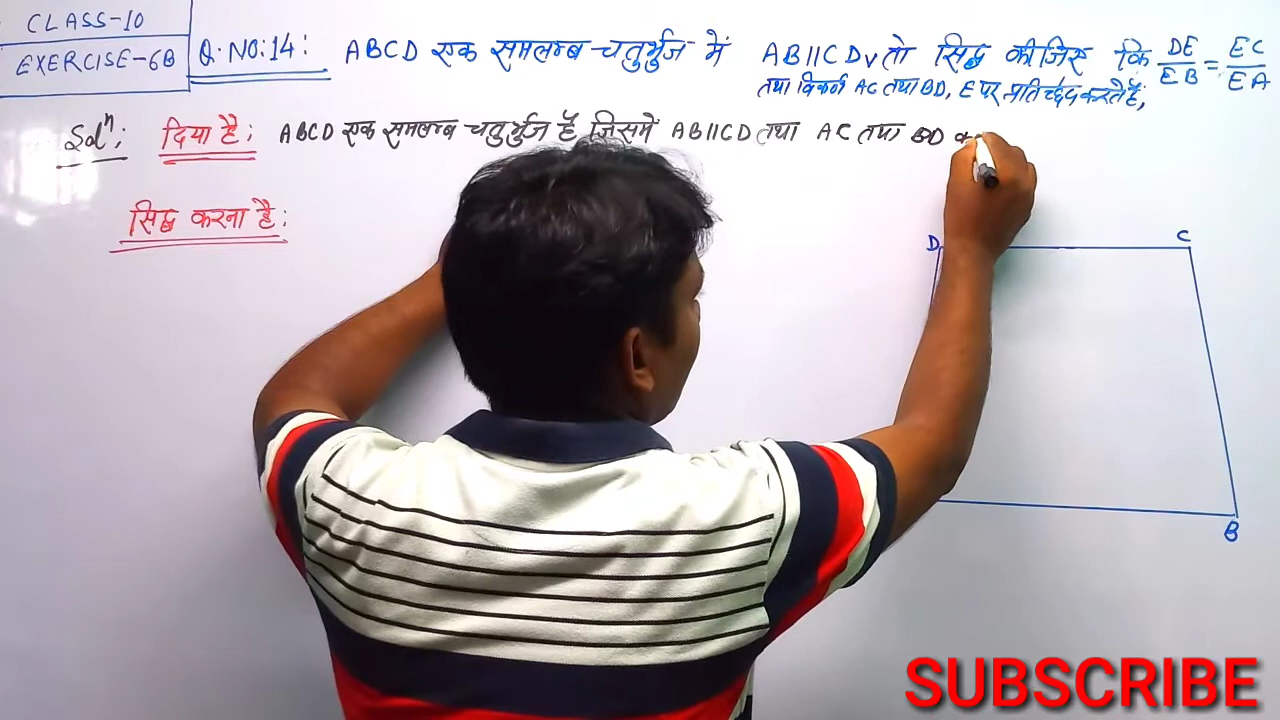 CLASS-10
EXERCISE-6B
Q.NO:14: ABCD एक समलम्ब चतुर्भुज में AB||CD तो सिद्ध कीजिए कि DE/EB = EC/EA
तथा विकर्ण AC तथा BD, E पर प्रतिच्छेद करते हैं,
Solⁿ: दिया है: ABCD एक समलम्ब चतुर्भुज है जिसमें AB||CD तथा AC तथा BD
सिद्ध करना है:
D
C
B
SUBSCRIBE